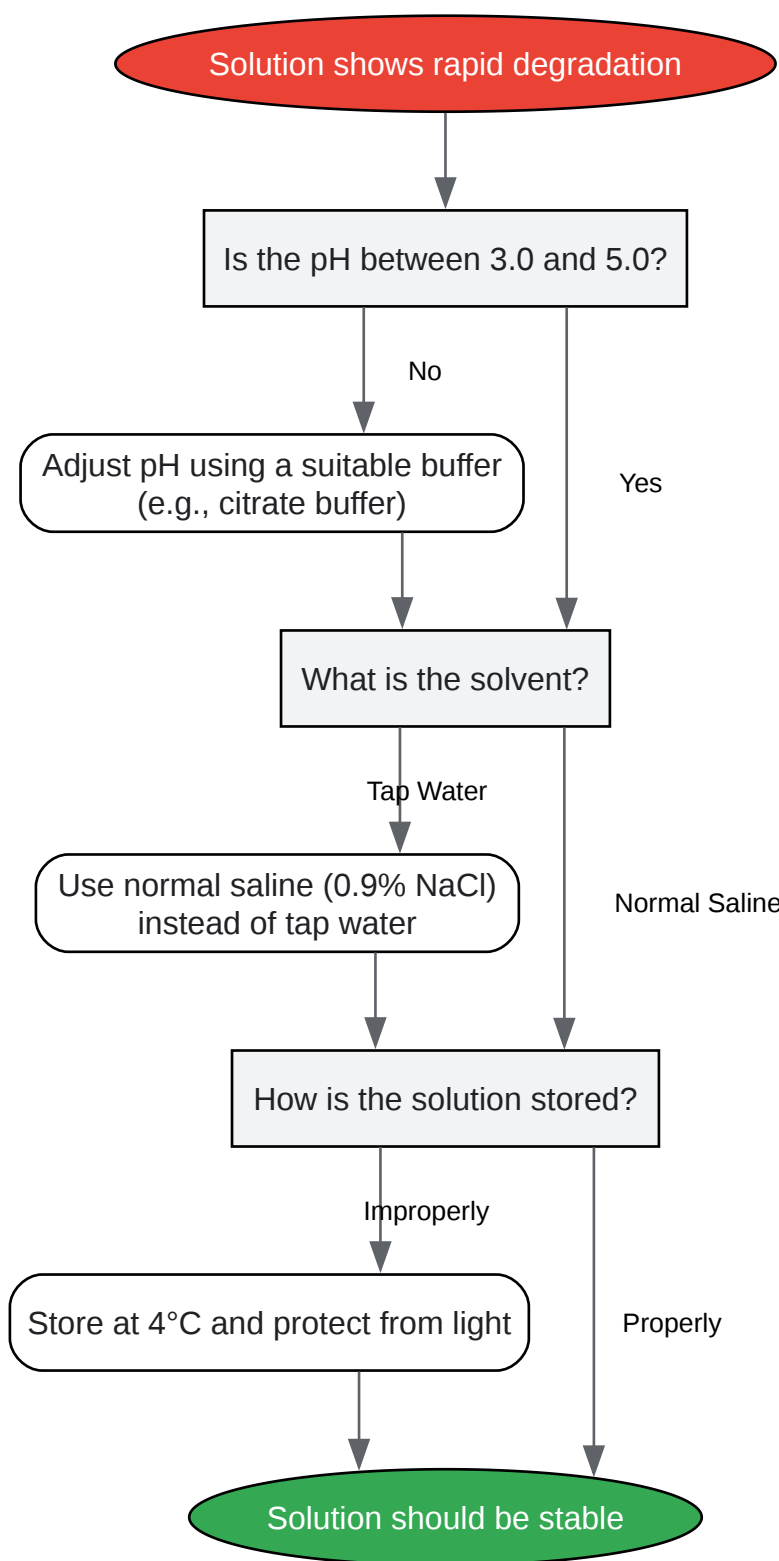 Solution shows rapid degradation
Is the pH between 3.0 and 5.0?
No
Adjust pH using a suitable buffer
(e.g., citrate buffer)
Yes
What is the solvent?
Tap Water
Use normal saline (0.9% NaCl)
instead of tap water
Normal Saline
How is the solution stored?
Improperly
Store at 4°C and protect from light
Properly
Solution should be stable